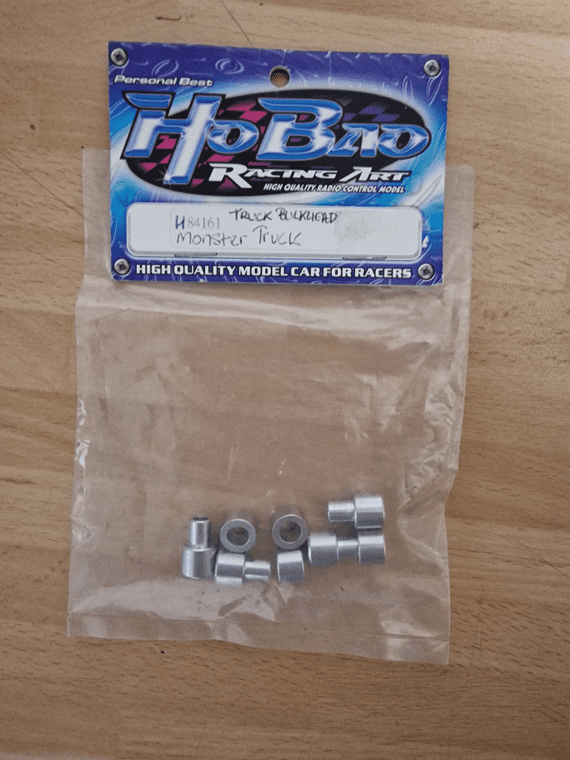 Personal Best
HoBao
Racing Art
HIGH QUALITY, RADIO CONTROL MODEL
H84161 TRUCK BULKHEAD
Monster Truck
HIGH QUALITY MODEL CAR FOR RACERS